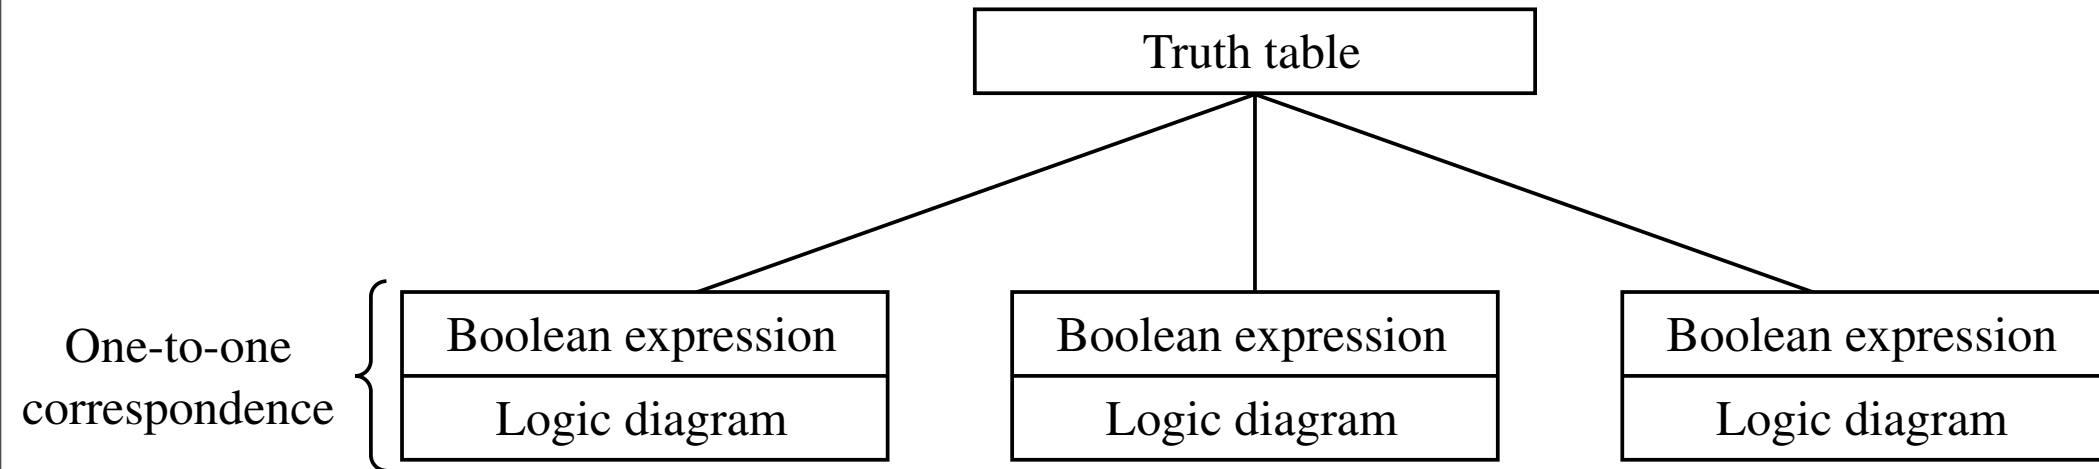 Truth table
One-to-one
correspondence
Boolean expression
Logic diagram
Boolean expression
Logic diagram
Boolean expression
Logic diagram